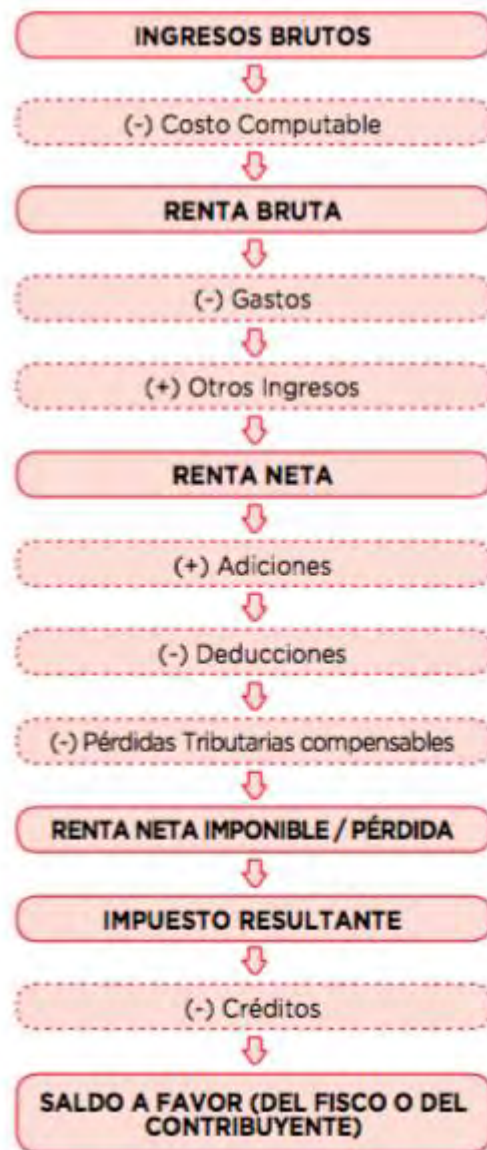 INGRESOS BRUTOS
(-) Costo Computable
RENTA BRUTA
(-) Gastos
(+) Otros Ingresos
RENTA NETA
(+) Adiciones
(-) Deducciones
(-) Pérdidas Tributarias compensables
RENTA NETA IMPONIBLE / PÉRDIDA
IMPUESTO RESULTANTE
(-) Créditos
SALDO A FAVOR (DEL FISCO O DEL
CONTRIBUYENTE)